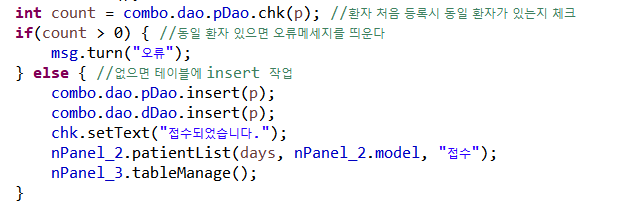 int count = combo.dao.pDao.chk(p); //환자 처음 등록시 동일 환자가 있는지 체크
if(count > 0) { //동일 환자 있으면 오류메세지를 띄운다
    msg.turn("오류");
} else { //없으면 테이블에 insert 작업
    combo.dao.pDao.insert(p);
    combo.dao.dDao.insert(p);
    chk.setText("접수되었습니다.");
    nPanel_2.patientList(days, nPanel_2.model, "접수");
    nPanel_3.tableManage();
}